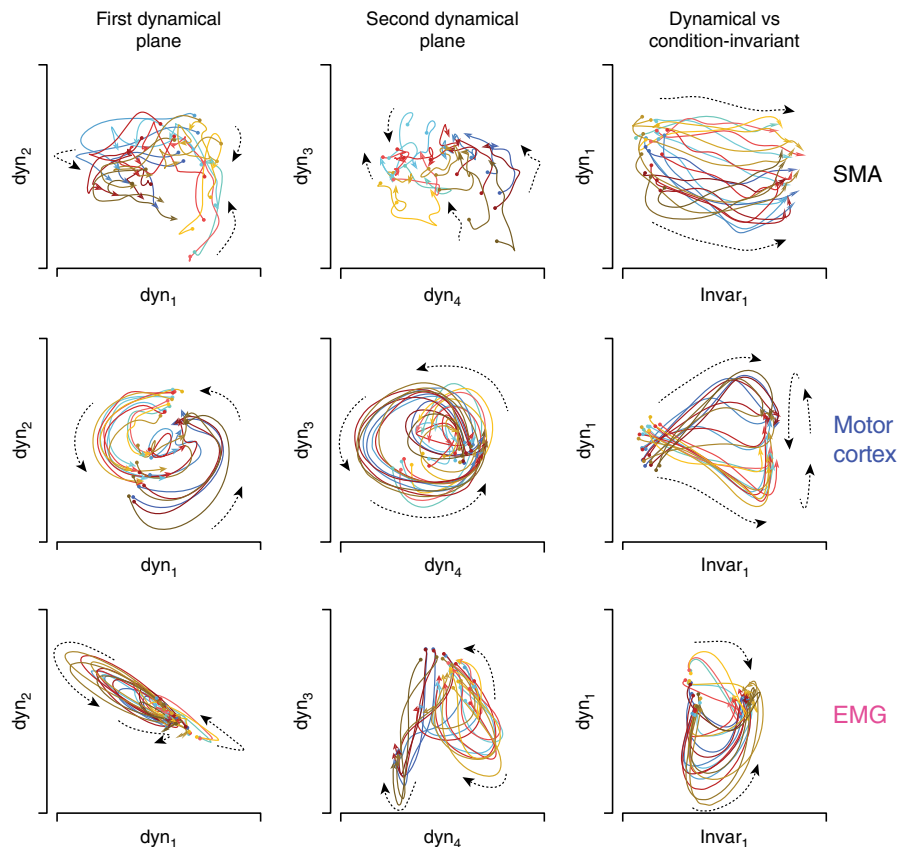 First dynamical
plane
Second dynamical
plane
Dynamical vs
condition-invariant
dyn2
dyn1
dyn3
dyn4
dyn1
Invar1
SMA
dyn2
dyn1
dyn3
dyn4
dyn1
Invar1
Motor
cortex
dyn2
dyn1
dyn3
dyn4
dyn1
Invar1
EMG